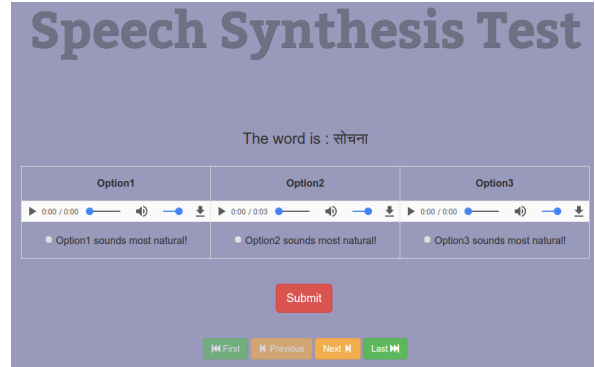 Speech Synthesis Test
The word is : सोचना
Option1 Option2 Option3
0:00 / 0:00 0:00 / 0:03 0:00 / 0:00
Option1 sounds most natural! Option2 sounds most natural! Option3 sounds most natural!
Submit
First Previous Next Last